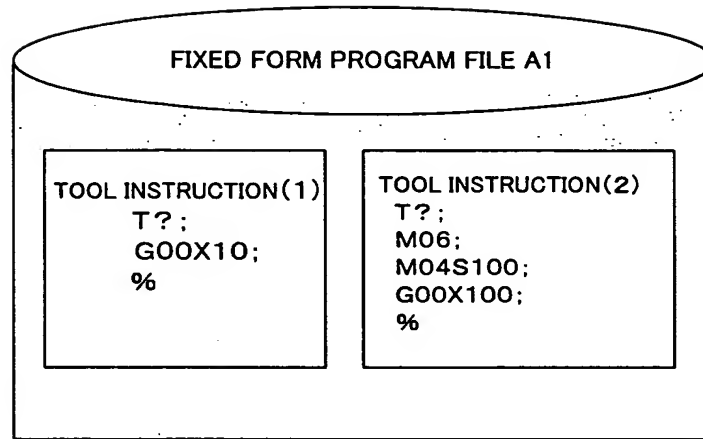 FIXED FORM PROGRAM FILE A1
TOOL INSTRUCTION(1)
T?;
G00X10;
%
TOOL INSTRUCTION(2)
T?;
M06;
M04S100;
G00X100;
%